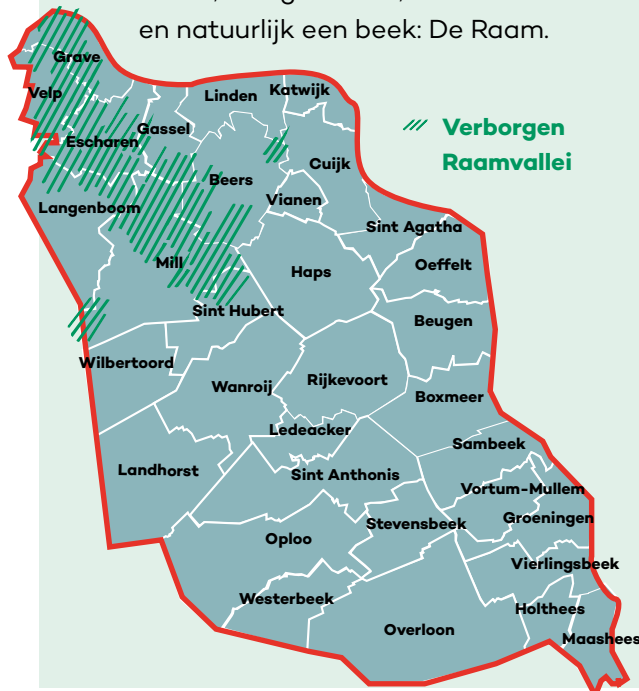 en natuurlijk een beek: De Raam.
Grave
Velp
Linden
Katwijk
Gassel
Escharen
Verborgen
Raamvallei
Cuijk
Beers
Vianen
Langenboom
Sint Agatha
Mill
Haps
Oeffelt
Sint Hubert
Beugen
Wilbertoord
Wanroij
Rijkevoort
Boxmeer
Ledeacker
Sambeek
Landhorst
Sint Anthonis
Vortum-Mullem
Groeningen
Stevensbeek
Oploo
Vierlingsbeek
Westerbeek
Holthees
Overloon
Maashees